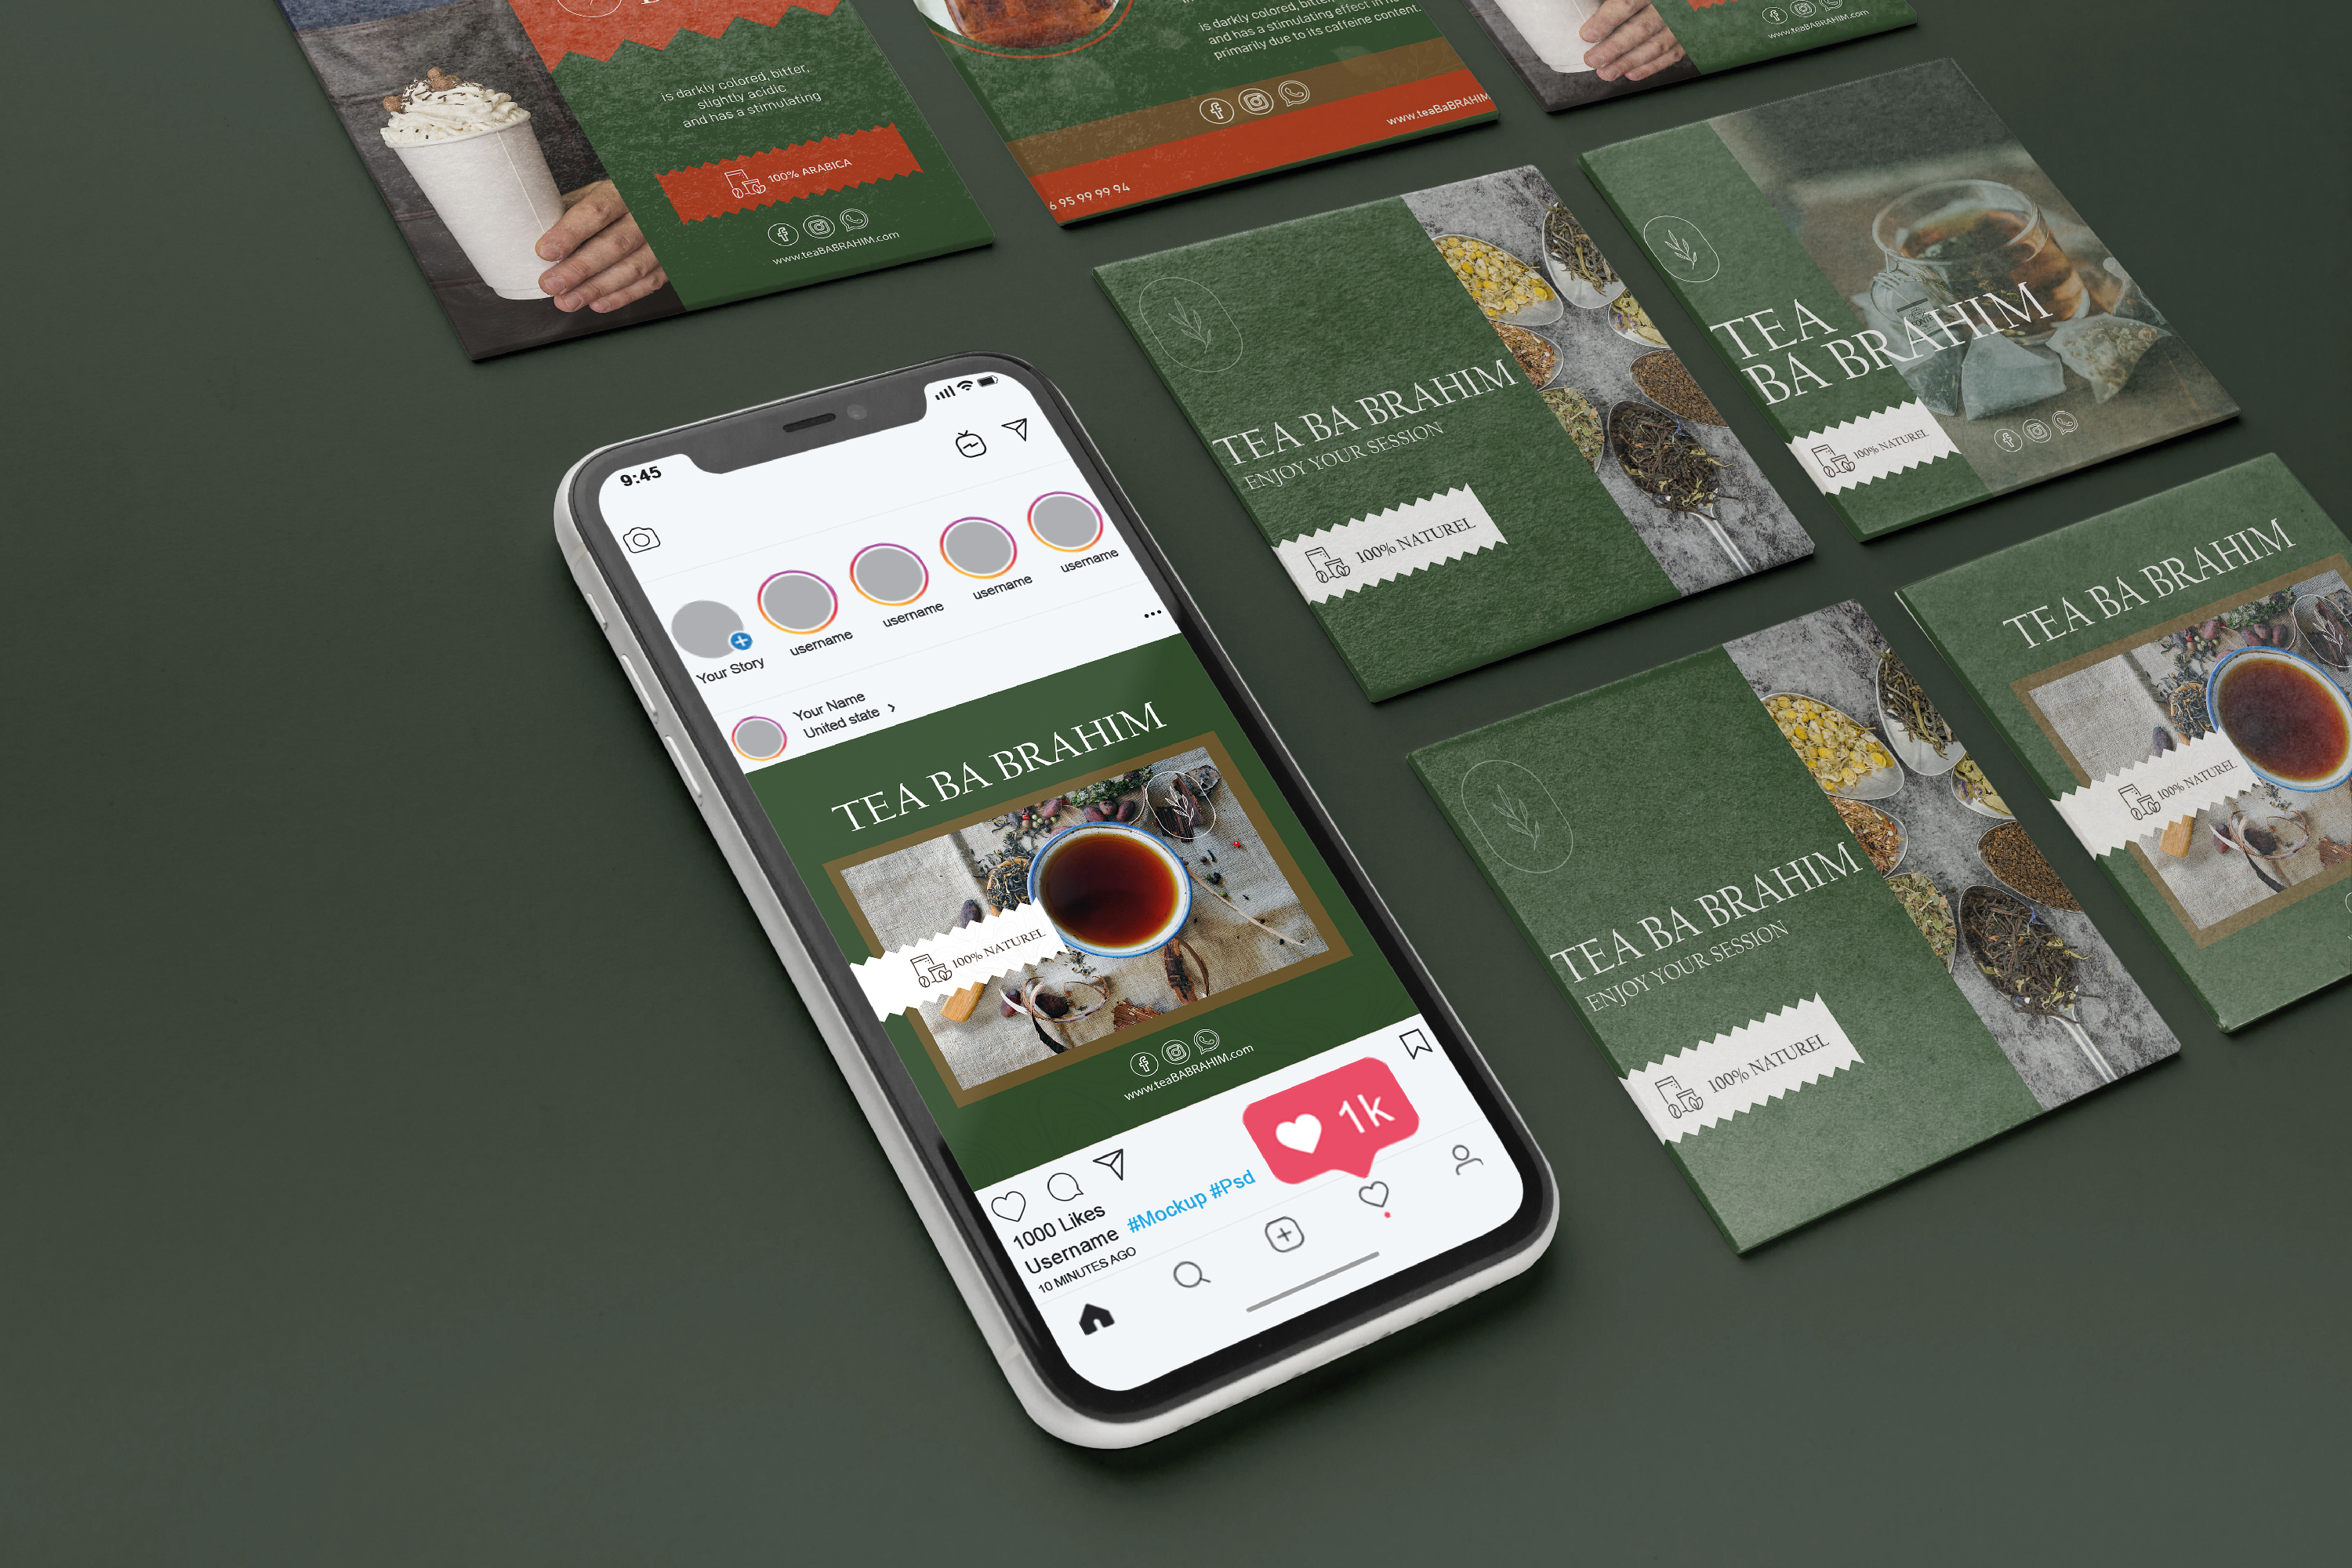 is darkly colored, bitter,
slightly acidic
and has a stimulating
100% ARABICA
www.teaBABRAHIM.com
is darkly colored, bitter,
and has a stimulating effect in
primarily due to its caffeine content.
www.teaBaBRAHIM
6 95 99 99 94
www.teaBABRAHIM.com
TEA
BA BRAHIM
100% NATUREL
TEA BA BRAHIM
ENJOY YOUR SESSION
100% NATUREL
TEA BA BRAHIM
100% NATUREL
TEA BA BRAHIM
ENJOY YOUR SESSION
100% NATUREL
9:45
Your Story
username
username
username
username
Your Name
United state >
TEA BA BRAHIM
100% NATUREL
www.teaBABRAHIM.com
1k
1000 Likes
Username #Mockup #Psd
10 MINUTES AGO